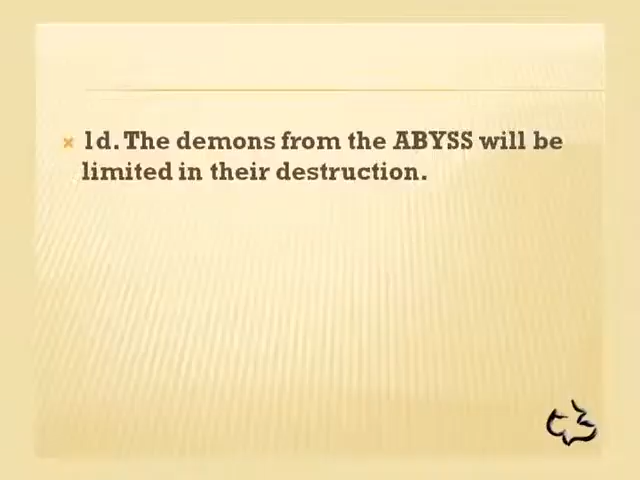 1d. The demons from the ABYSS will be
limited in their destruction.